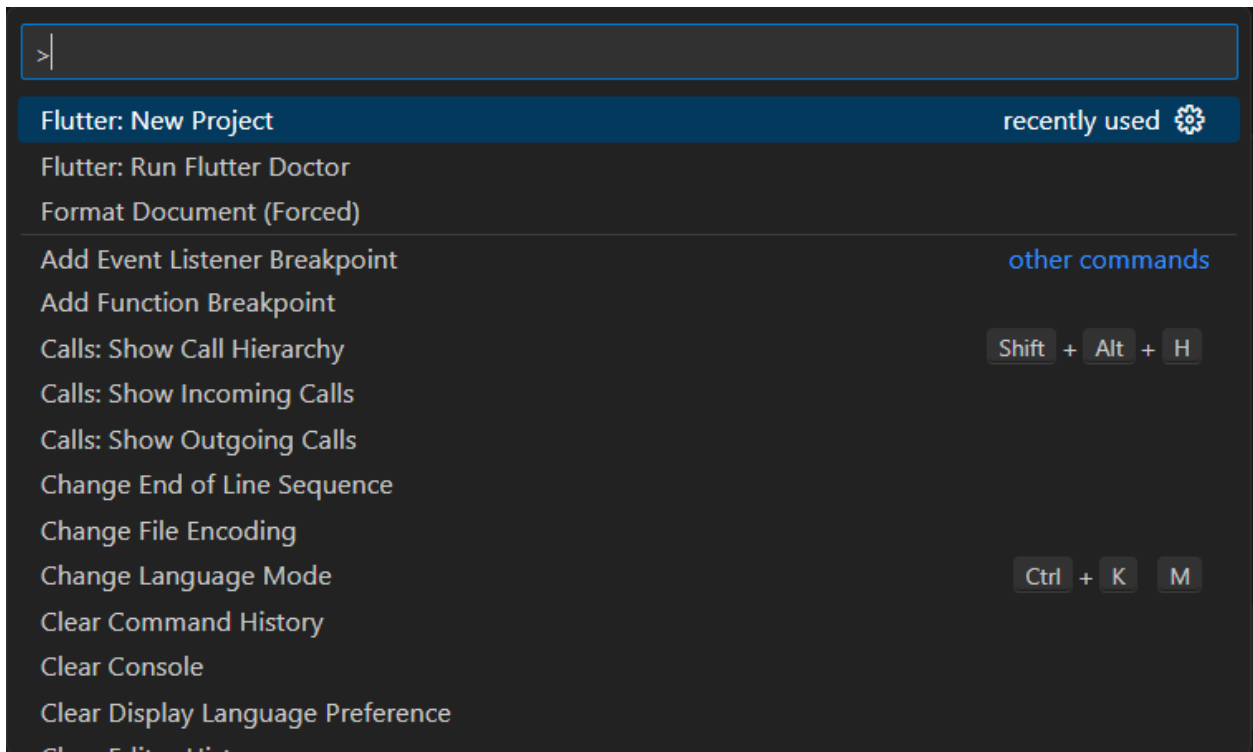 >
Flutter: New Project recently used
Flutter: Run Flutter Doctor
Format Document (Forced)
Add Event Listener Breakpoint other commands
Add Function Breakpoint
Calls: Show Call Hierarchy Shift + Alt + H
Calls: Show Incoming Calls
Calls: Show Outgoing Calls
Change End of Line Sequence
Change File Encoding
Change Language Mode Ctrl + K M
Clear Command History
Clear Console
Clear Display Language Preference